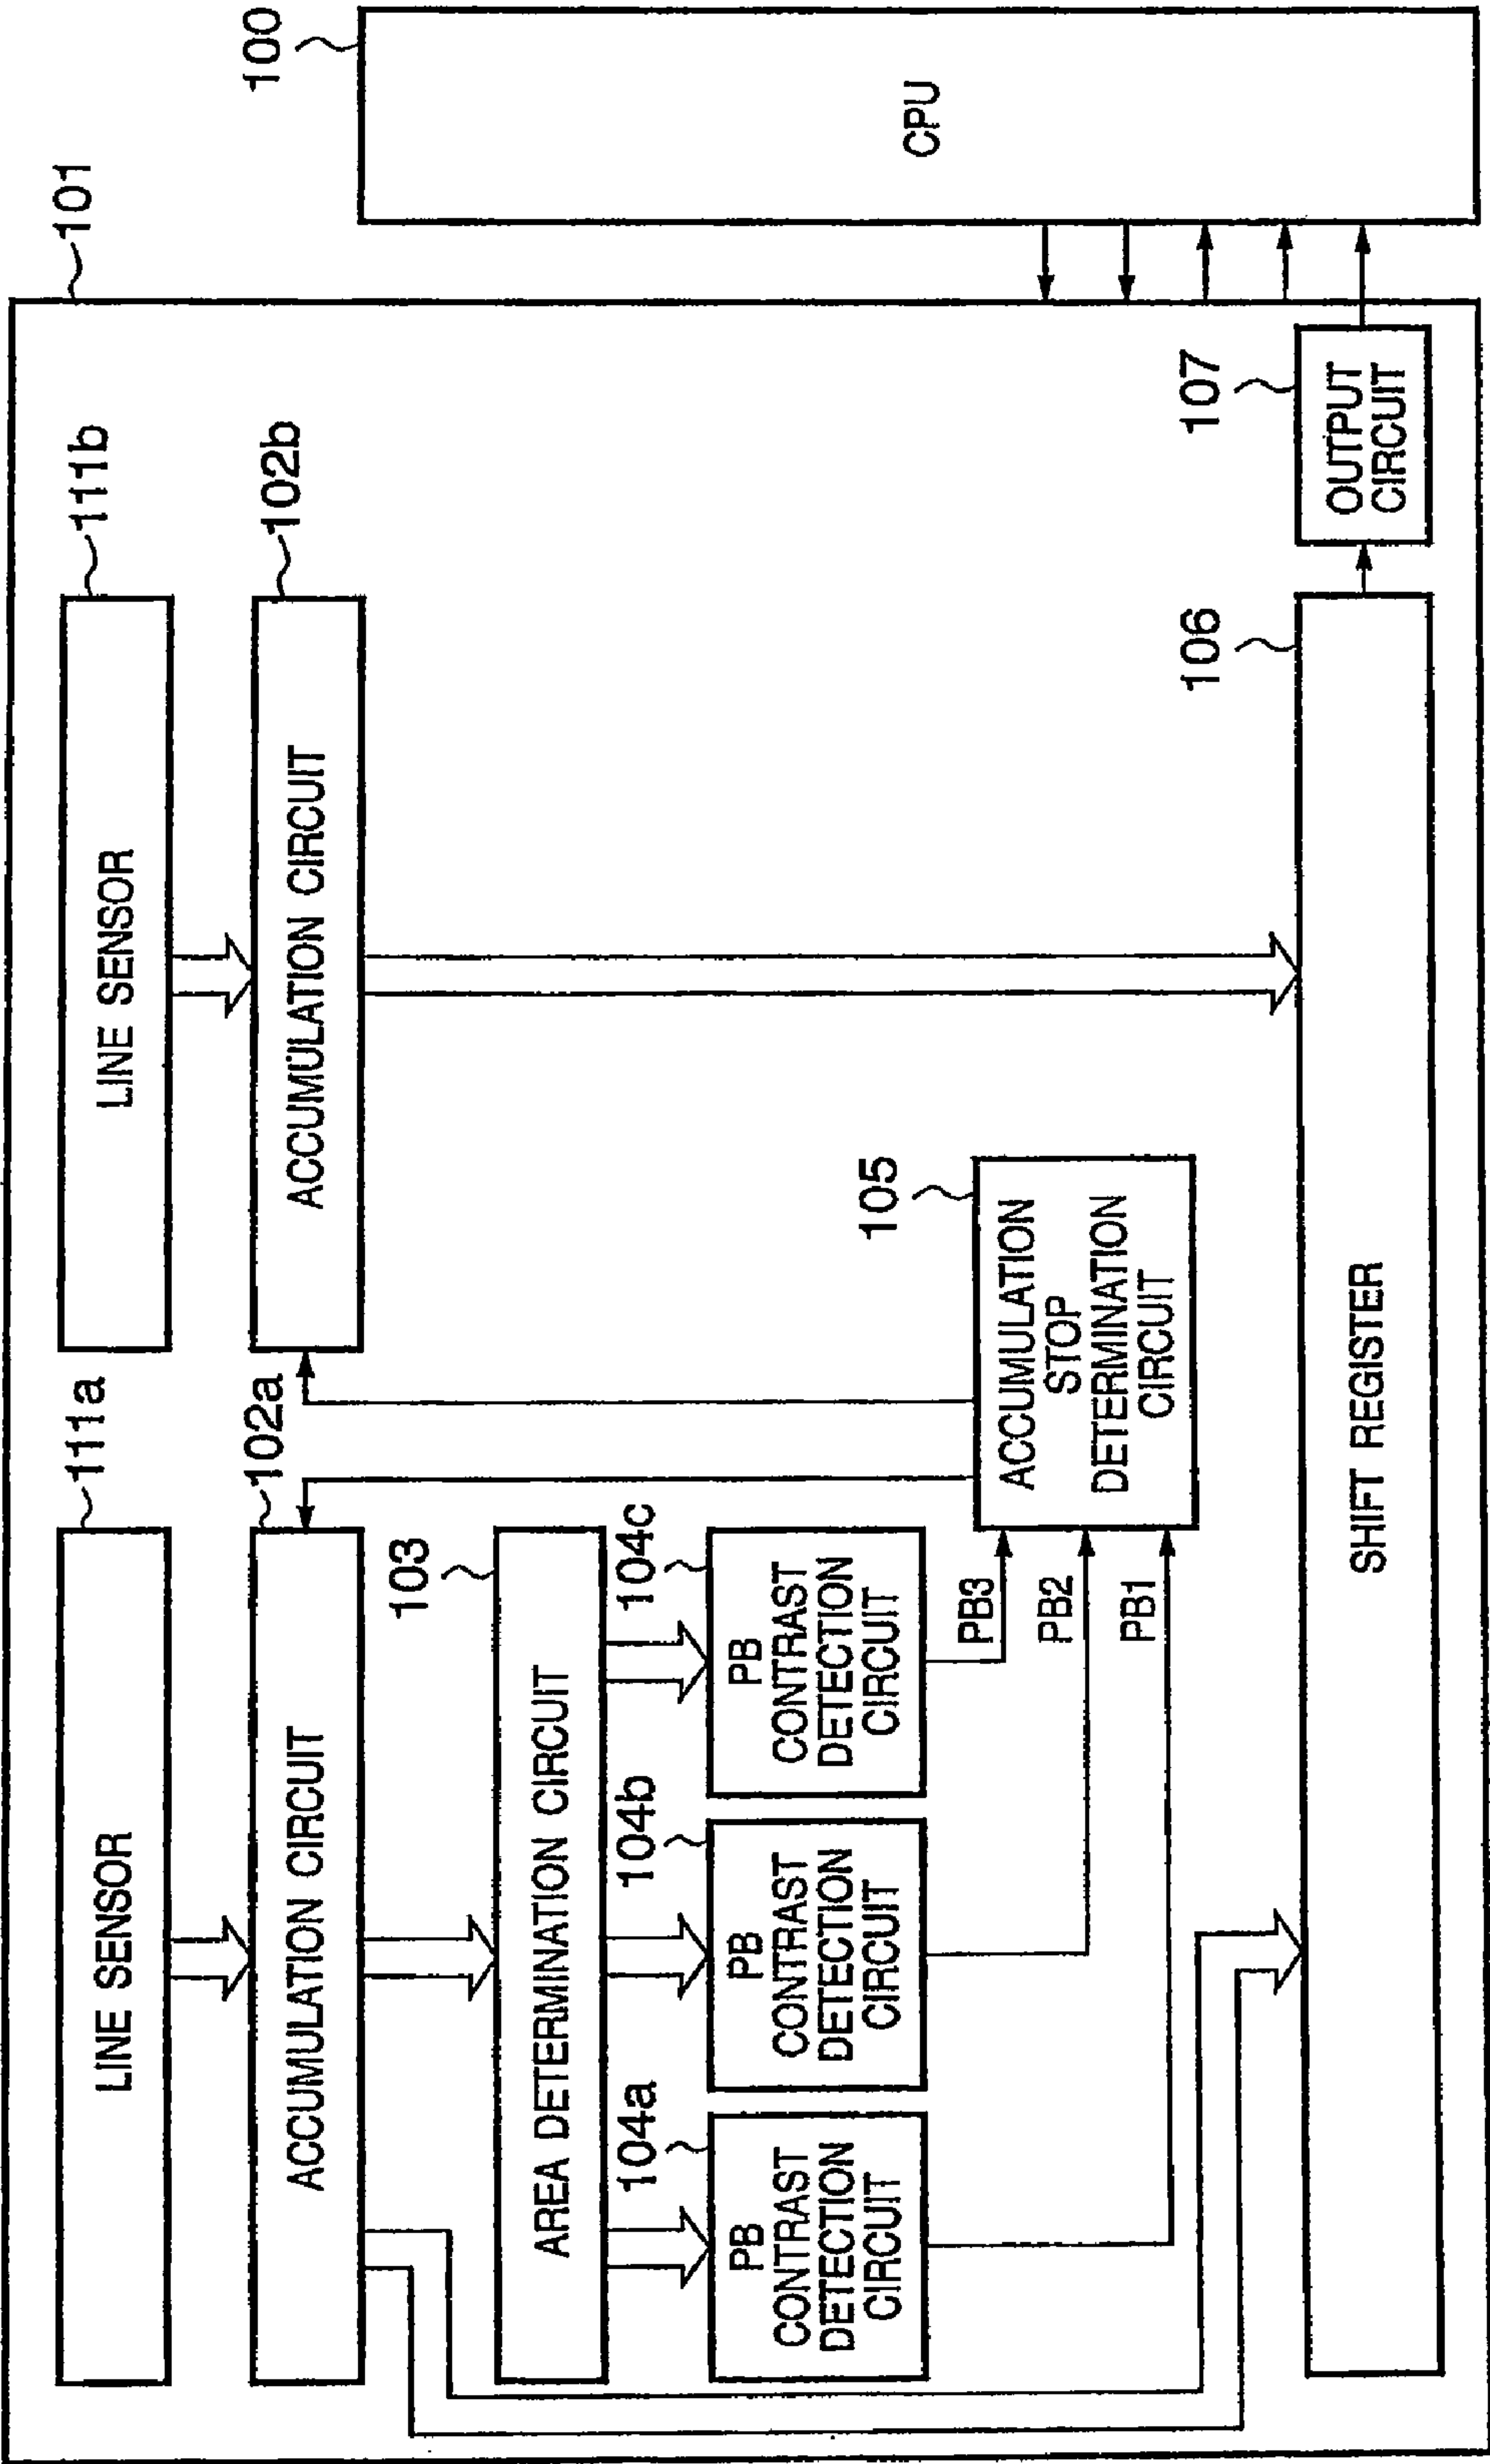 101
100
111a
111b
LINE SENSOR
LINE SENSOR
102a
102b
ACCUMULATION CIRCUIT
ACCUMULATION CIRCUIT
CPU
103
AREA DETERMINATION CIRCUIT
104a
104b
104c
PB
CONTRAST
DETECTION
CIRCUIT
PB
CONTRAST
DETECTION
CIRCUIT
PB
CONTRAST
DETECTION
CIRCUIT
105
ACCUMULATION
STOP
DETERMINATION
CIRCUIT
PB3
PB2
PB1
106
107
SHIFT REGISTER
OUTPUT
CIRCUIT